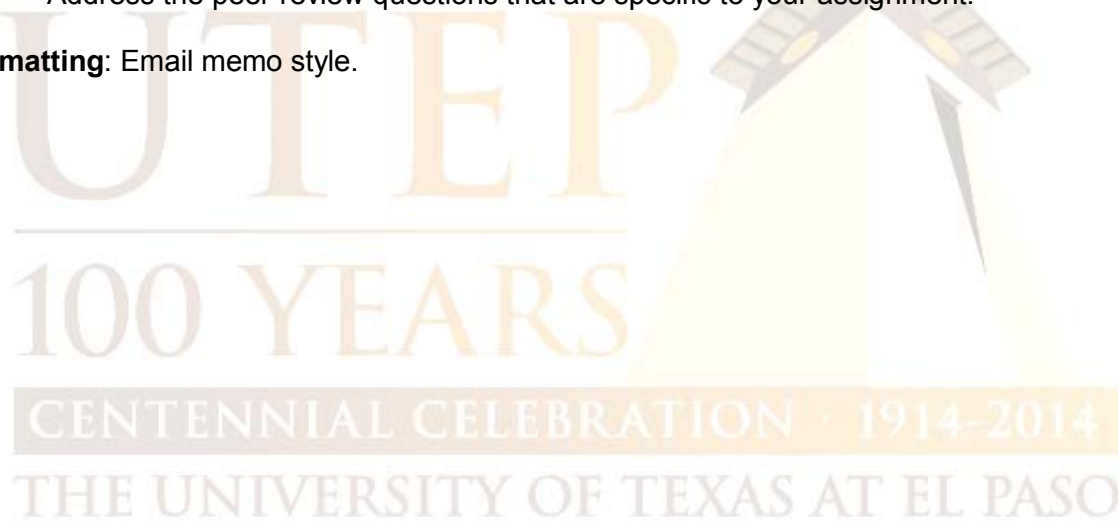 Address the peer review questions that are specific to your assignment.
matting: Email memo style.
UTEP
100 YEARS
CENTENNIAL CELEBRATION · 1914-2014
THE UNIVERSITY OF TEXAS AT EL PASO